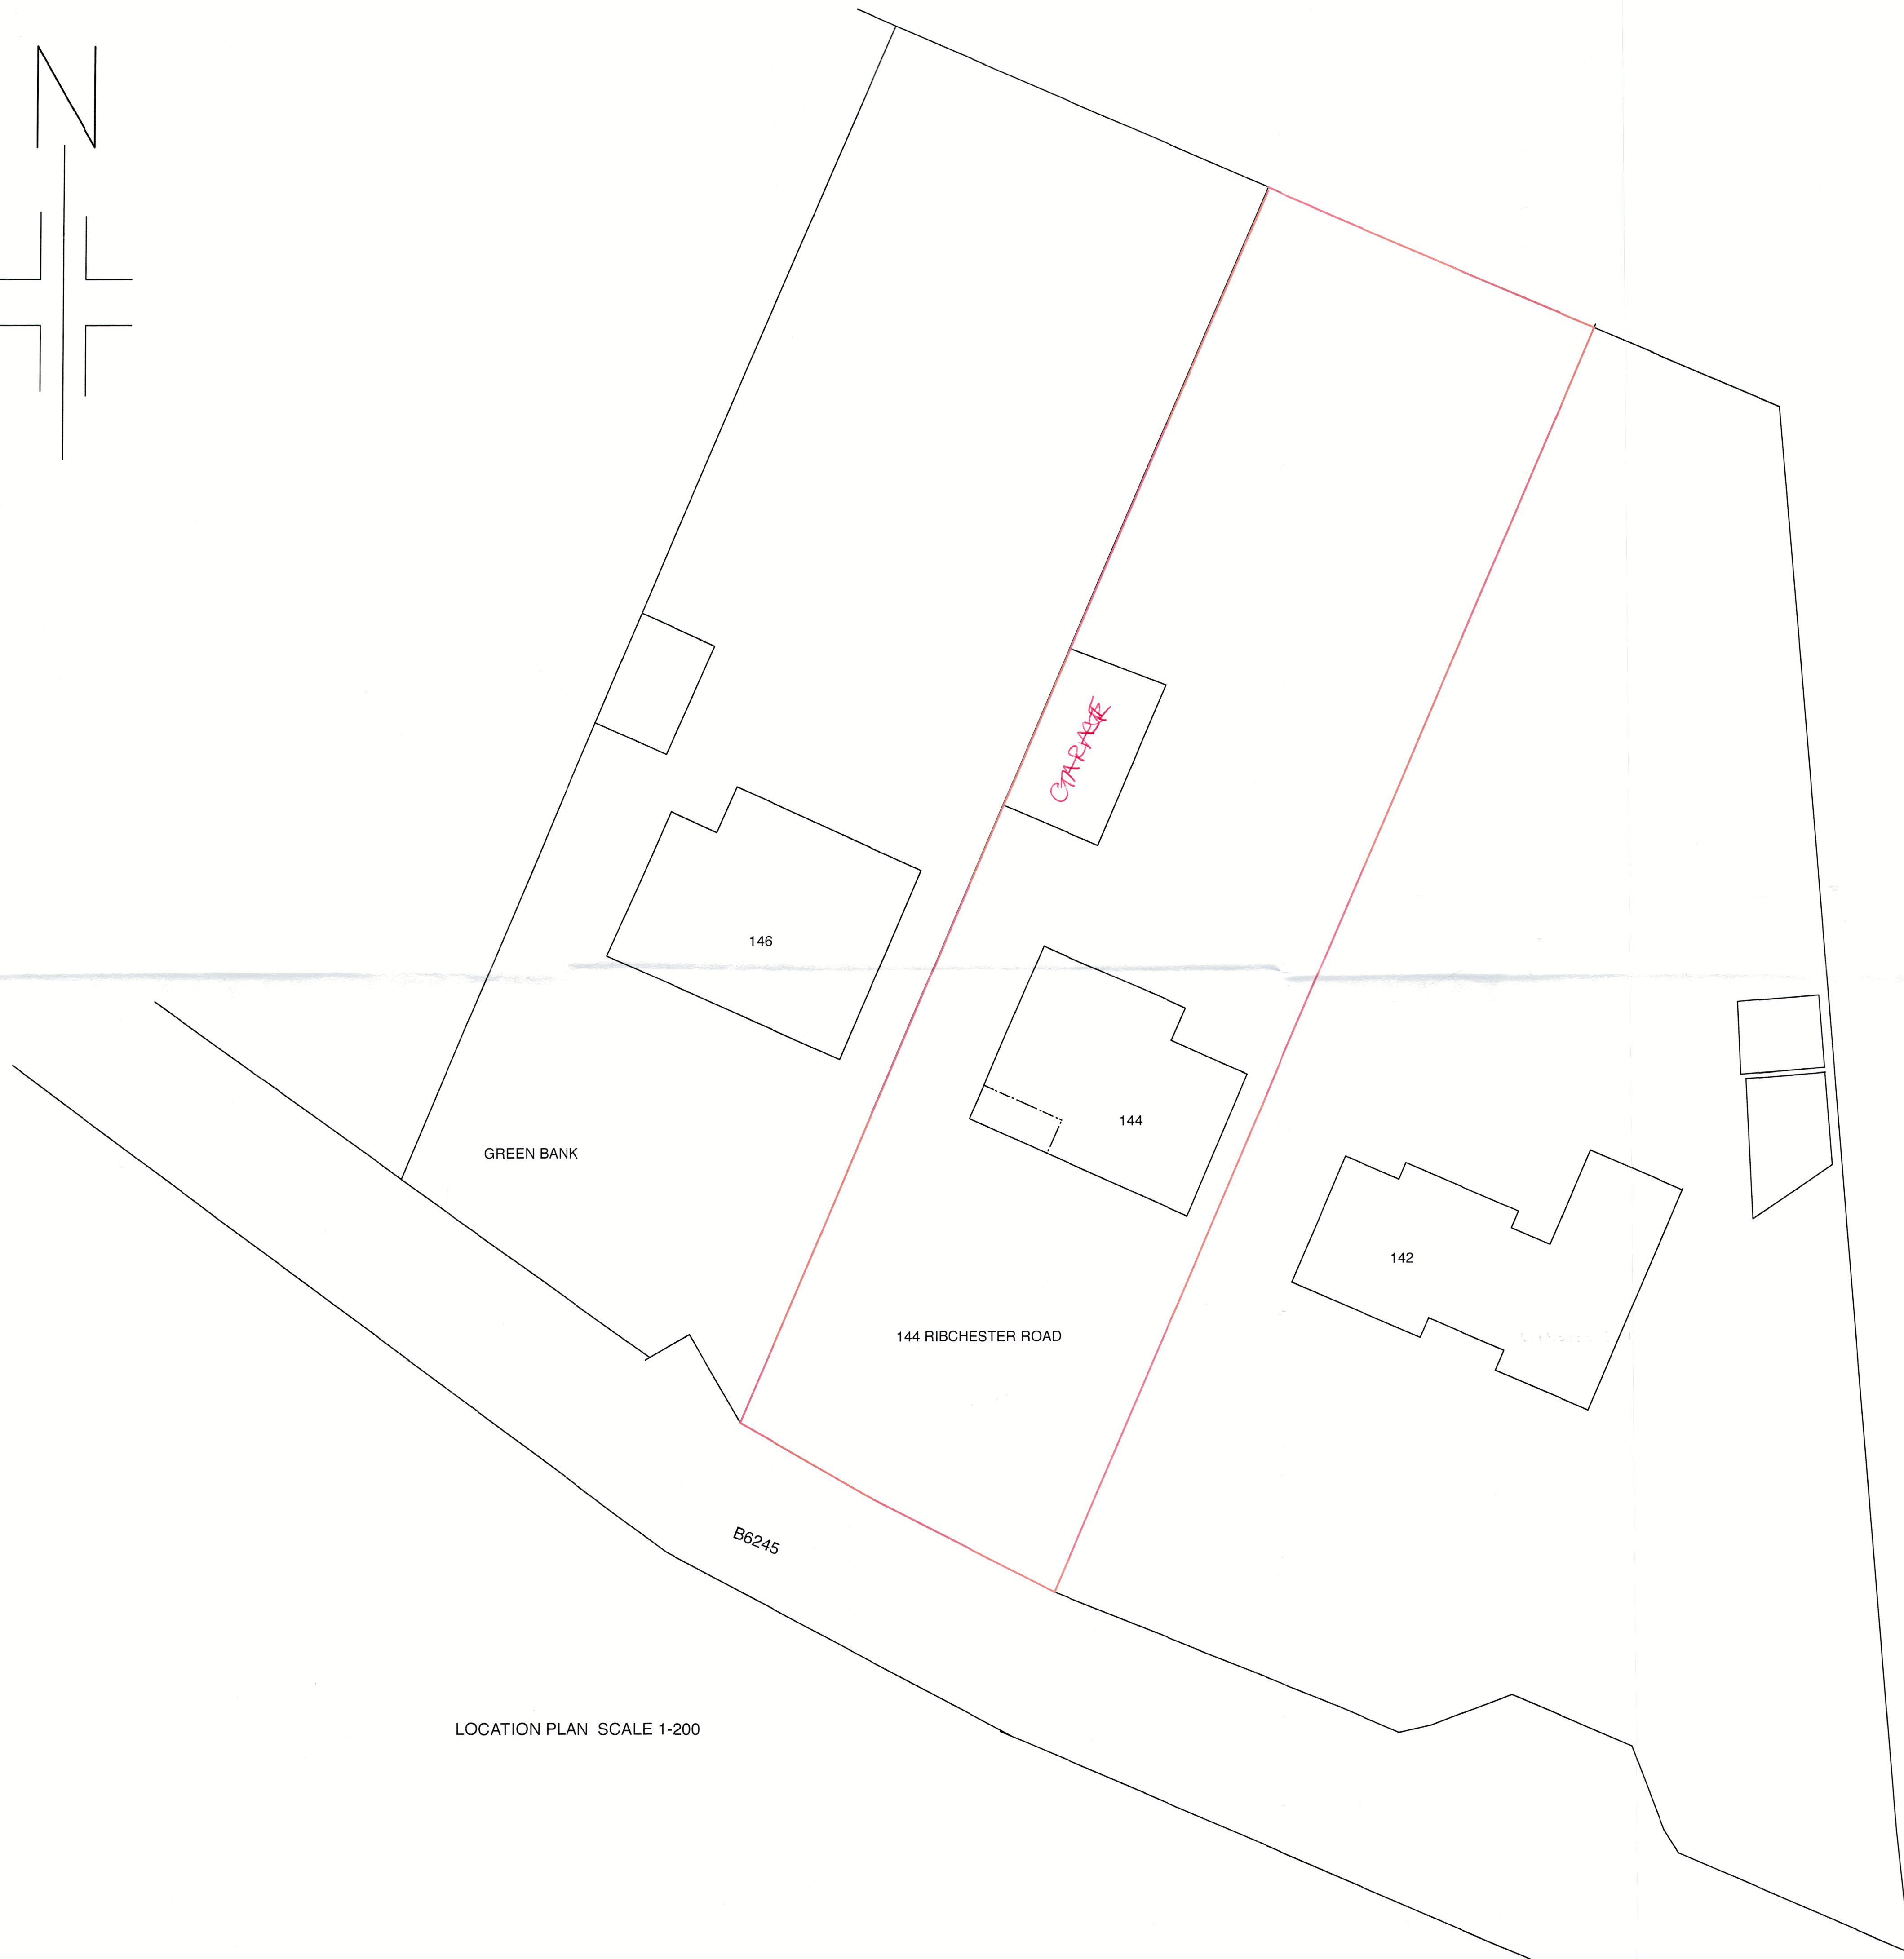 N
GARAGE
146
144
GREEN BANK
142
144 RIBCHESTER ROAD
B6245
LOCATION PLAN SCALE 1-200